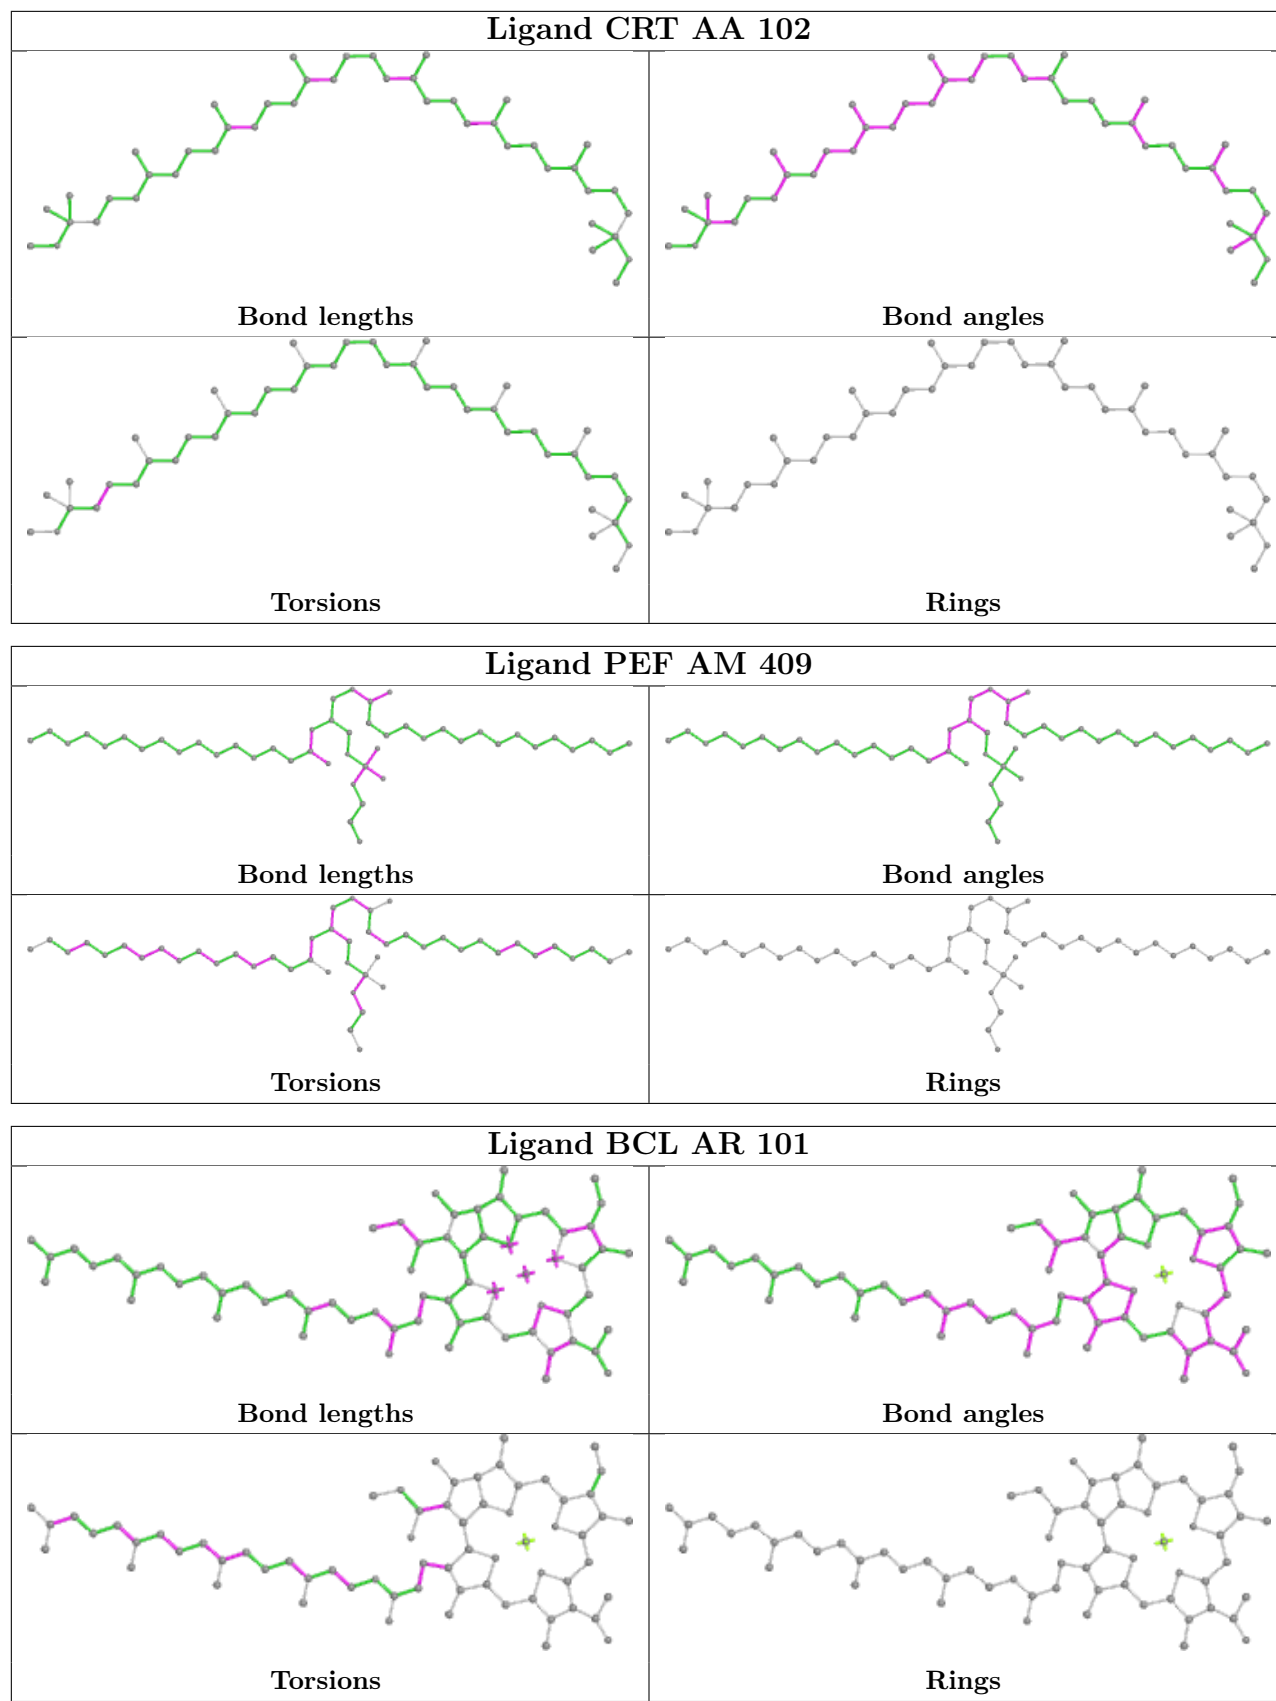 Ligand CRT AA 102
Bond lengths
Bond angles
Torsions
Rings
Ligand PEF AM 409
Bond lengths
Bond angles
Torsions
Rings
Ligand BCL AR 101
Bond lengths
Bond angles
Torsions
Rings